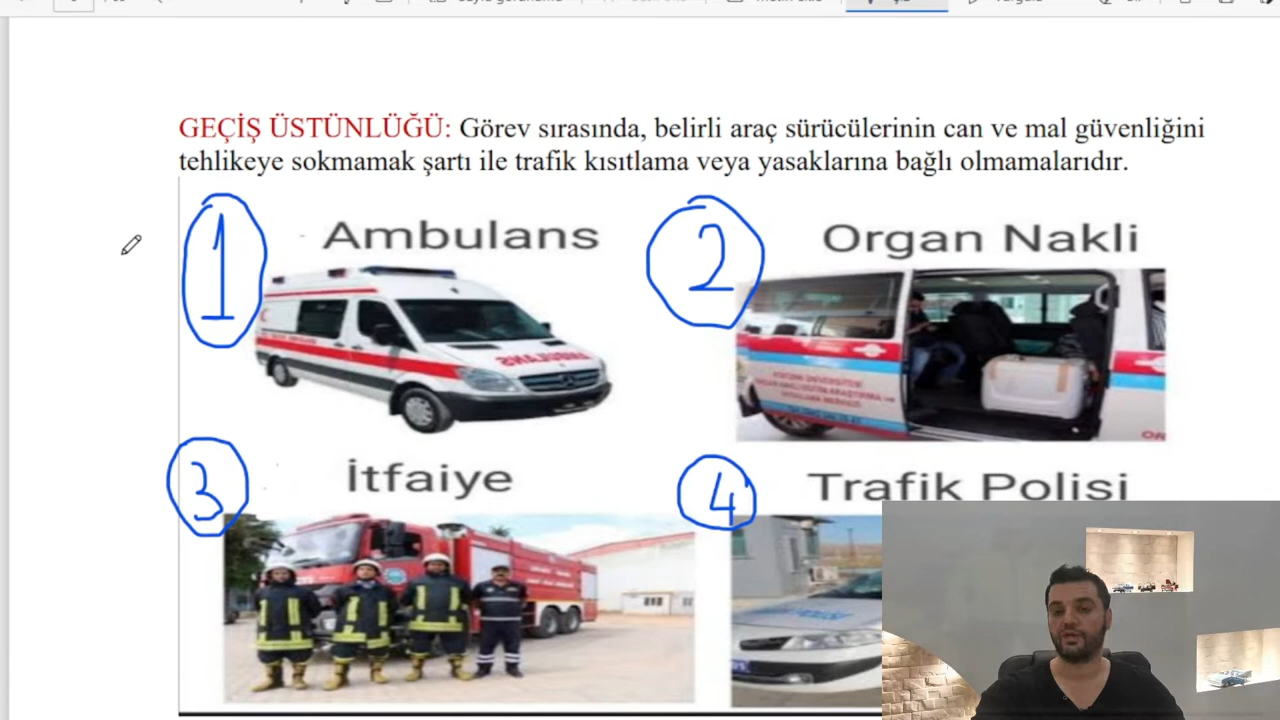 GEÇİŞ ÜSTÜNLÜĞÜ: Görev sırasında, belirli araç sürücülerinin can ve mal güvenliğini
tehlikeye sokmamak şartı ile trafik kısıtlama veya yasaklarına bağlı olmamalarıdır.
1 Ambulans
2 Organ Nakli
3 İtfaiye
4 Trafik Polisi